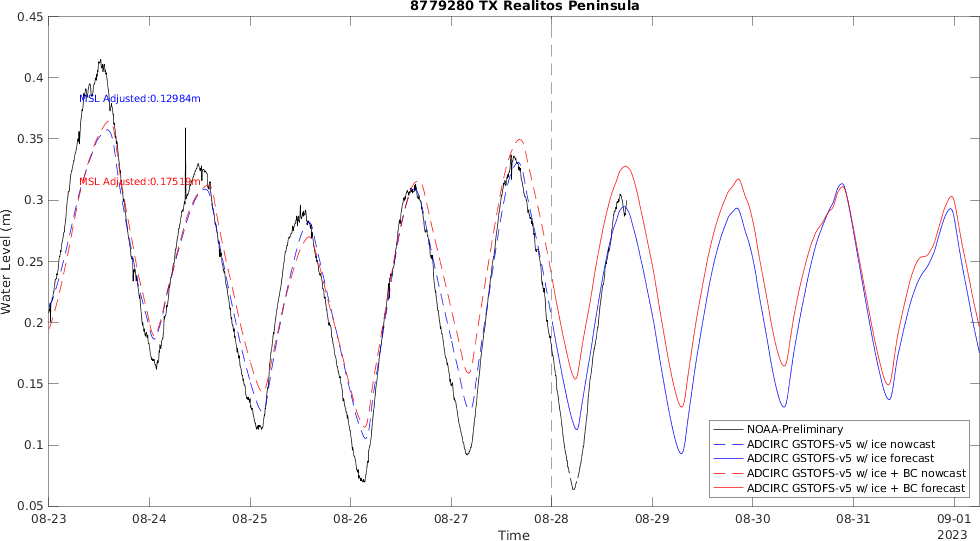 8779280 TX Realitos Peninsula
0.45
0.4
0.35
0.3
0.25
0.2
0.15
0.1
0.05
Water Level (m)
MSL Adjusted:0.12984m
MSL Adjusted:0.17519m
NOAA-Preliminary
ADCIRC GSTOFS-v5 w/ ice nowcast
ADCIRC GSTOFS-v5 w/ ice forecast
ADCIRC GSTOFS-v5 w/ ice + BC nowcast
ADCIRC GSTOFS-v5 w/ ice + BC forecast
08-23 08-24 08-25 08-26 08-27 08-28 08-29 08-30 08-31 09-01
2023
Time